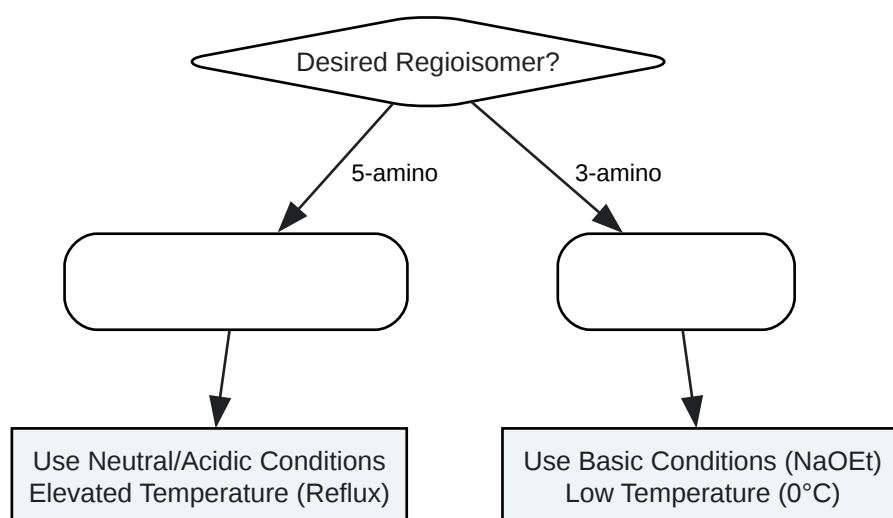 Desired Regioisomer?
5-amino
3-amino
Use Neutral/Acidic Conditions
Elevated Temperature (Reflux)
Use Basic Conditions (NaOEt)
Low Temperature (0°C)